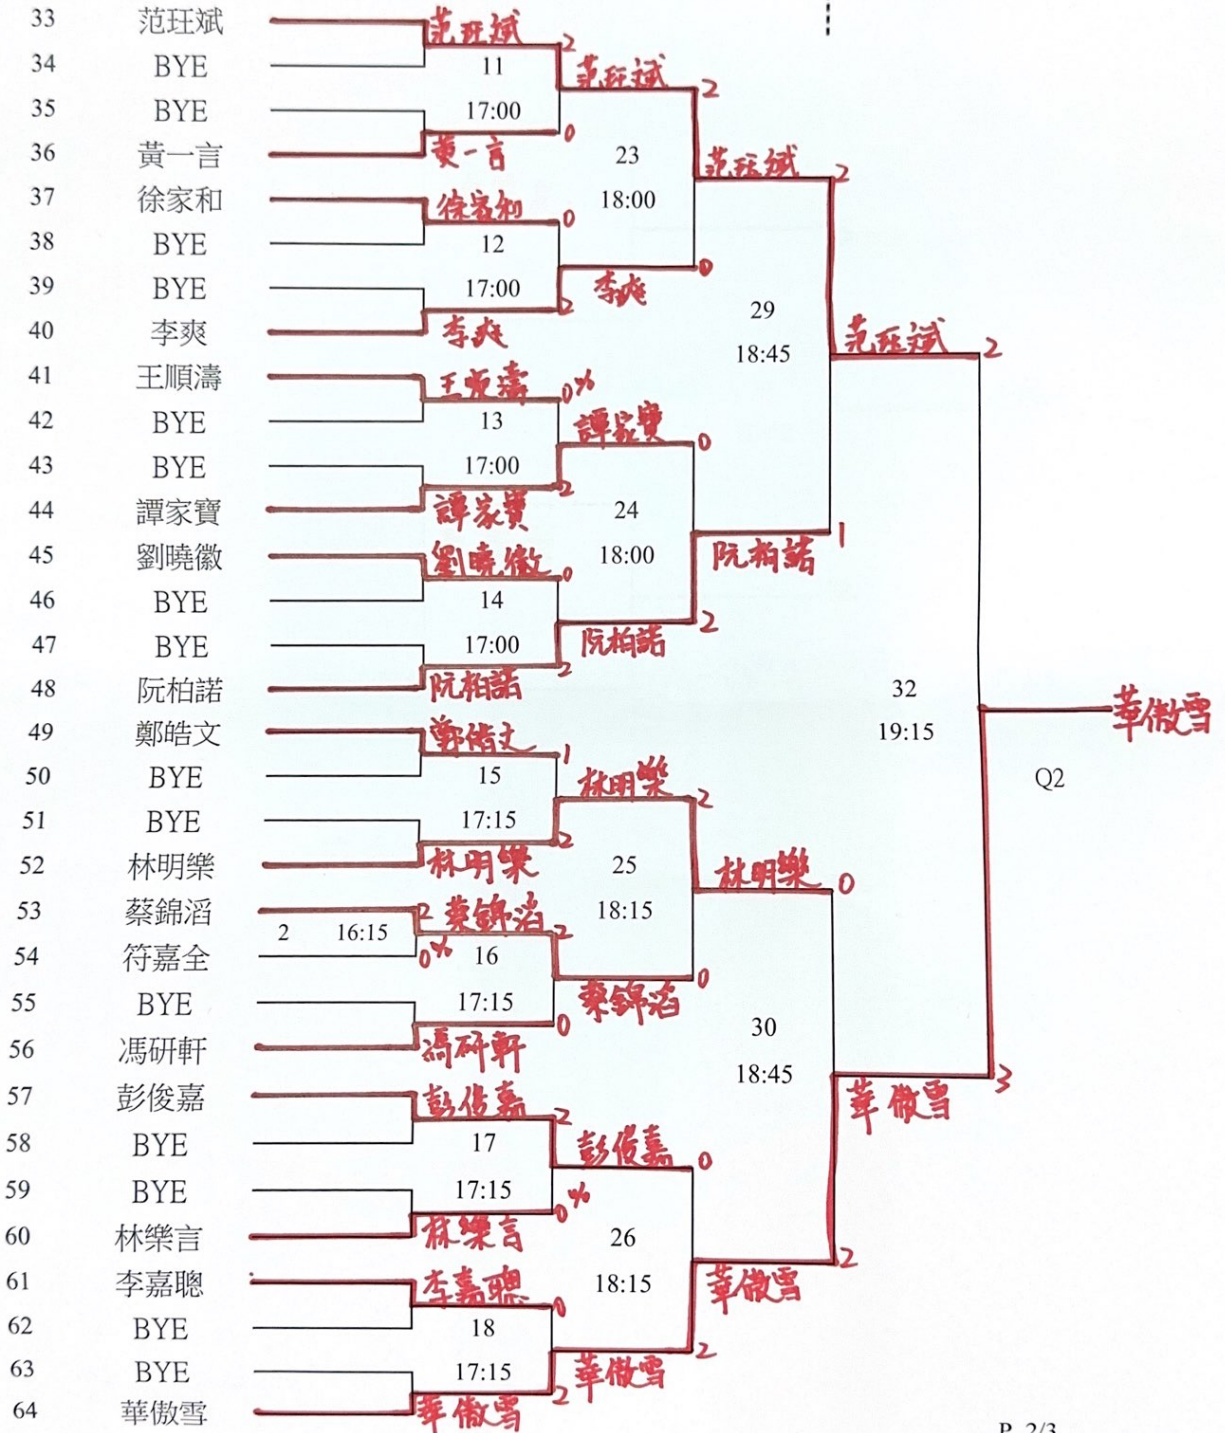 33 范玨斌
范玨斌 2
34 BYE
11
范玨斌 2
35 BYE
17:00
36 黃一言
黃一言 0
23
范玨斌 2
37 徐家和
徐家和 0
18:00
38 BYE
12
39 BYE
17:00
李爽 0
40 李爽
李爽 2
29
18:45
范玨斌 2
41 王順濤
王順濤 0%
42 BYE
13
譚家寶 0
43 BYE
17:00
44 譚家寶
譚家寶 2
24
45 劉曉徽
劉曉徽 0
18:00
阮柏諾 1
46 BYE
14
47 BYE
17:00
阮柏諾 2
48 阮柏諾
阮柏諾 2
32
19:15
華傲雪
49 鄭皓文
鄭皓文 1
50 BYE
15
林明樂 2
Q2
51 BYE
17:15
52 林明樂
林明樂 2
25
林明樂 0
53 蔡錦滔
2 16:15
2 蔡錦滔 2
18:15
54 符嘉全
0%
16
55 BYE
17:15
蔡錦滔 0
56 馮研軒
馮研軒 0
30
18:45
華傲雪 3
57 彭俊嘉
彭俊嘉 2
58 BYE
17
彭俊嘉 0
59 BYE
17:15
60 林樂言
林樂言 0%
26
61 李嘉聰
李嘉聰 0
18:15
華傲雪 2
62 BYE
18
63 BYE
17:15
華傲雪 2
64 華傲雪
華傲雪 2
P. 2/3